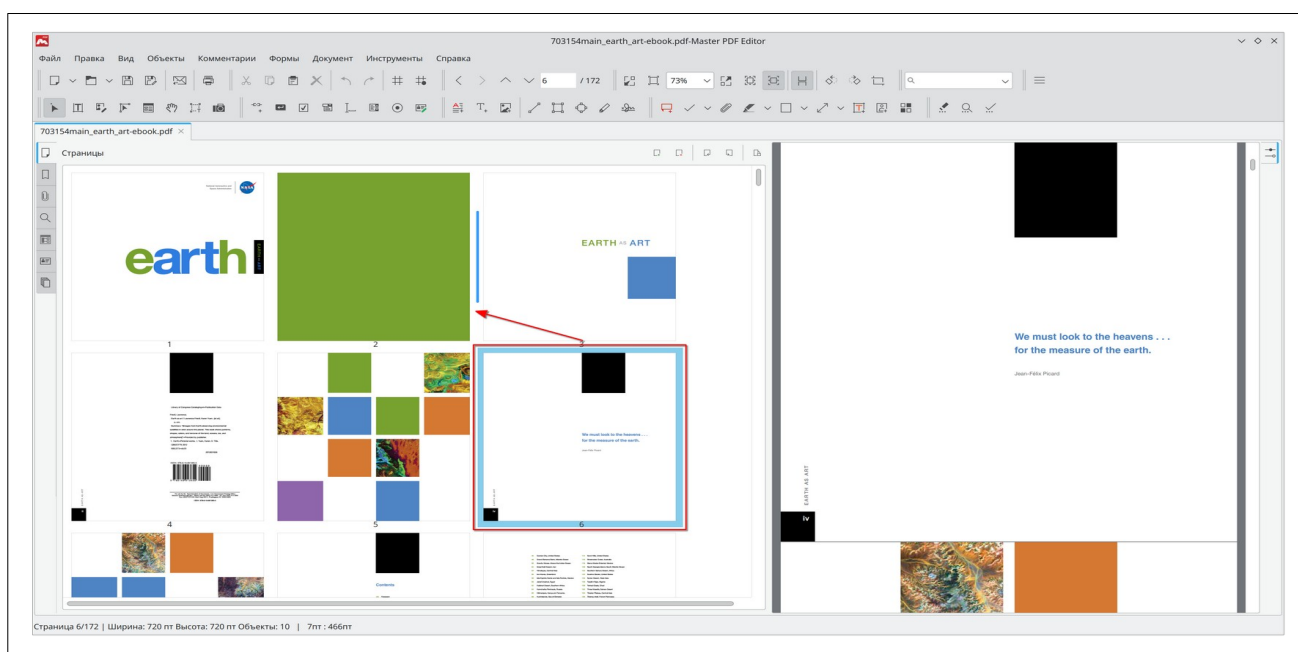 703154main_earth_art-ebook.pdf-Master PDF Editor
Файл Правка Вид Объекты Комментарии Формы Документ Инструменты Справка
6 /172 73%
703154main_earth_art-ebook.pdf
Страницы
NASA
earth
1
2
EARTH AS ART
3
4
5
We must look to the heavens . . .
for the measure of the earth.
Jean-Félix Picard
6
Contents
We must look to the heavens . . .
for the measure of the earth.
Jean-Félix Picard
EARTH AS ART
iv
Страница 6/172 | Ширина: 720 пт Высота: 720 пт Объекты: 10 | 7пт : 466пт